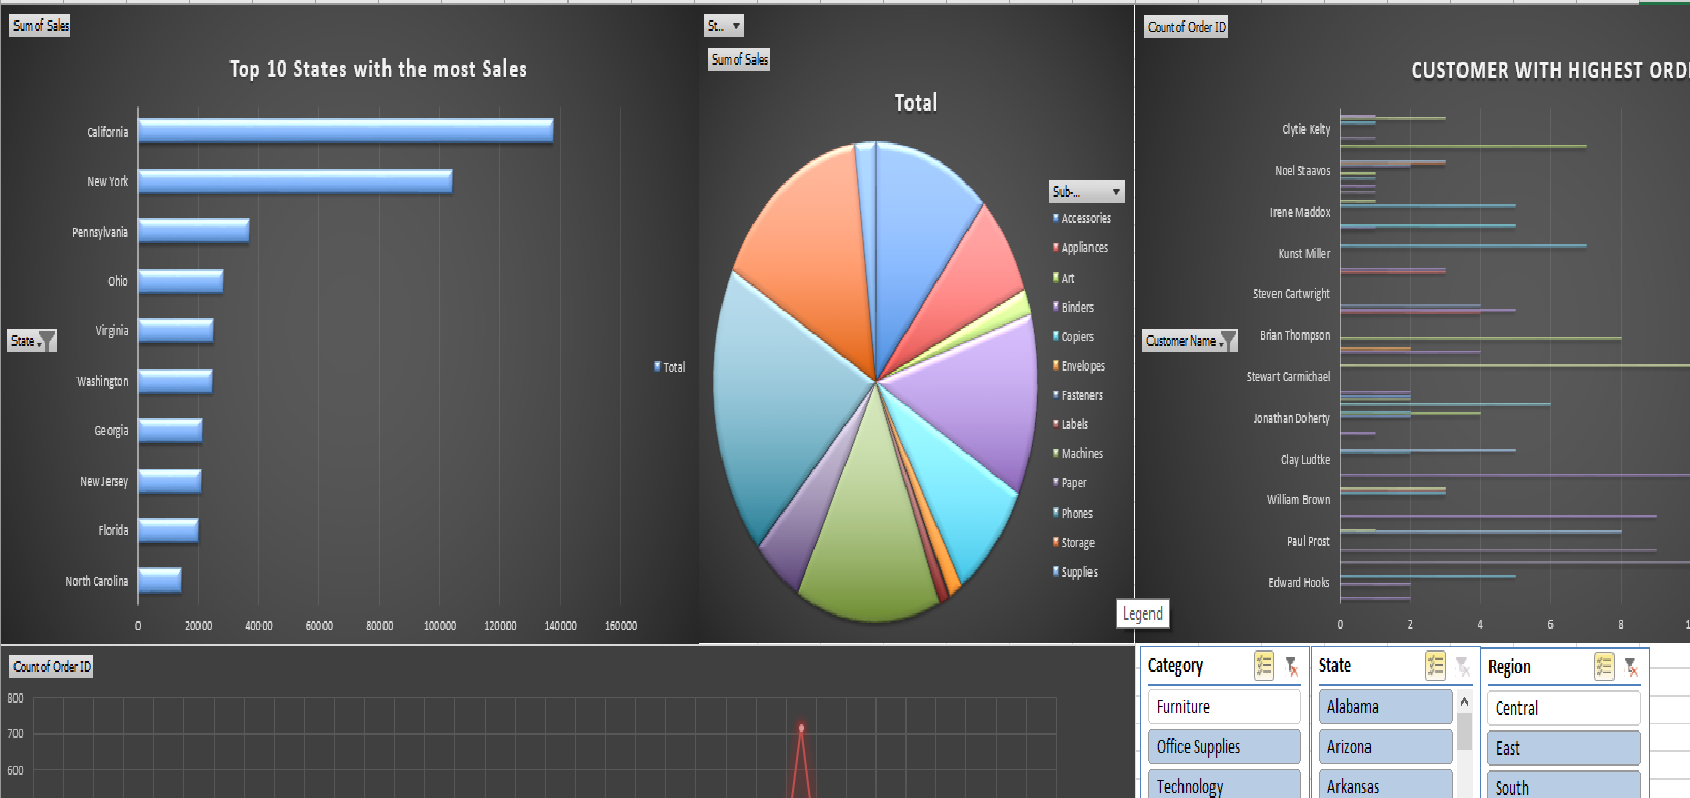 Sum of Sales
Top 10 States with the most Sales
California
New York
Pennsylvania
Ohio
Virginia
Washington
Georgia
New Jersey
Florida
North Carolina
State
0 20000 40000 60000 80000 100000 120000 140000 160000
Total
St...
Sum of Sales
Total
Sub-...
Accessories
Appliances
Art
Binders
Copiers
Envelopes
Fasteners
Labels
Machines
Paper
Phones
Storage
Supplies
Legend
Count of Order ID
CUSTOMER WITH HIGHEST ORD
Clytie Kelty
Noel Staavos
Irene Maddox
Kunst Miller
Steven Cartwright
Brian Thompson
Stewart Carmichael
Jonathan Doherty
Clay Ludtke
William Brown
Paul Prost
Edward Hooks
Customer Name
0 2 4 6 8 1
Count of Order ID
800
700
600
Category
Furniture
Office Supplies
Technology
State
Alabama
Arizona
Arkansas
Region
Central
East
South